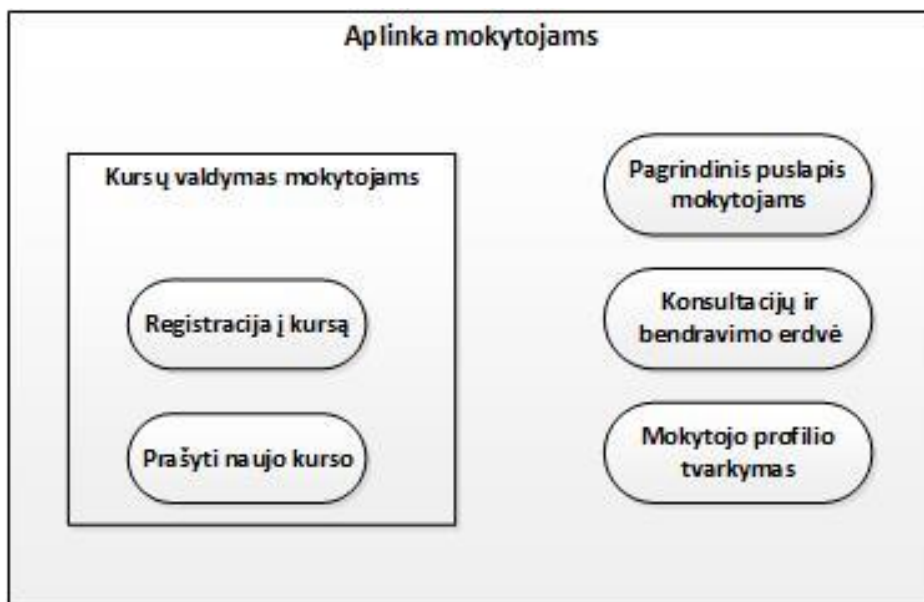 Aplinka mokytojams
Kursų valdymas mokytojams
Registracija į kursą
Prašyti naujo kurso
Pagrindinis puslapis
mokytojams
Konsultacijų ir
bendravimo erdvė
Mokytojo profilio
tvarkymas